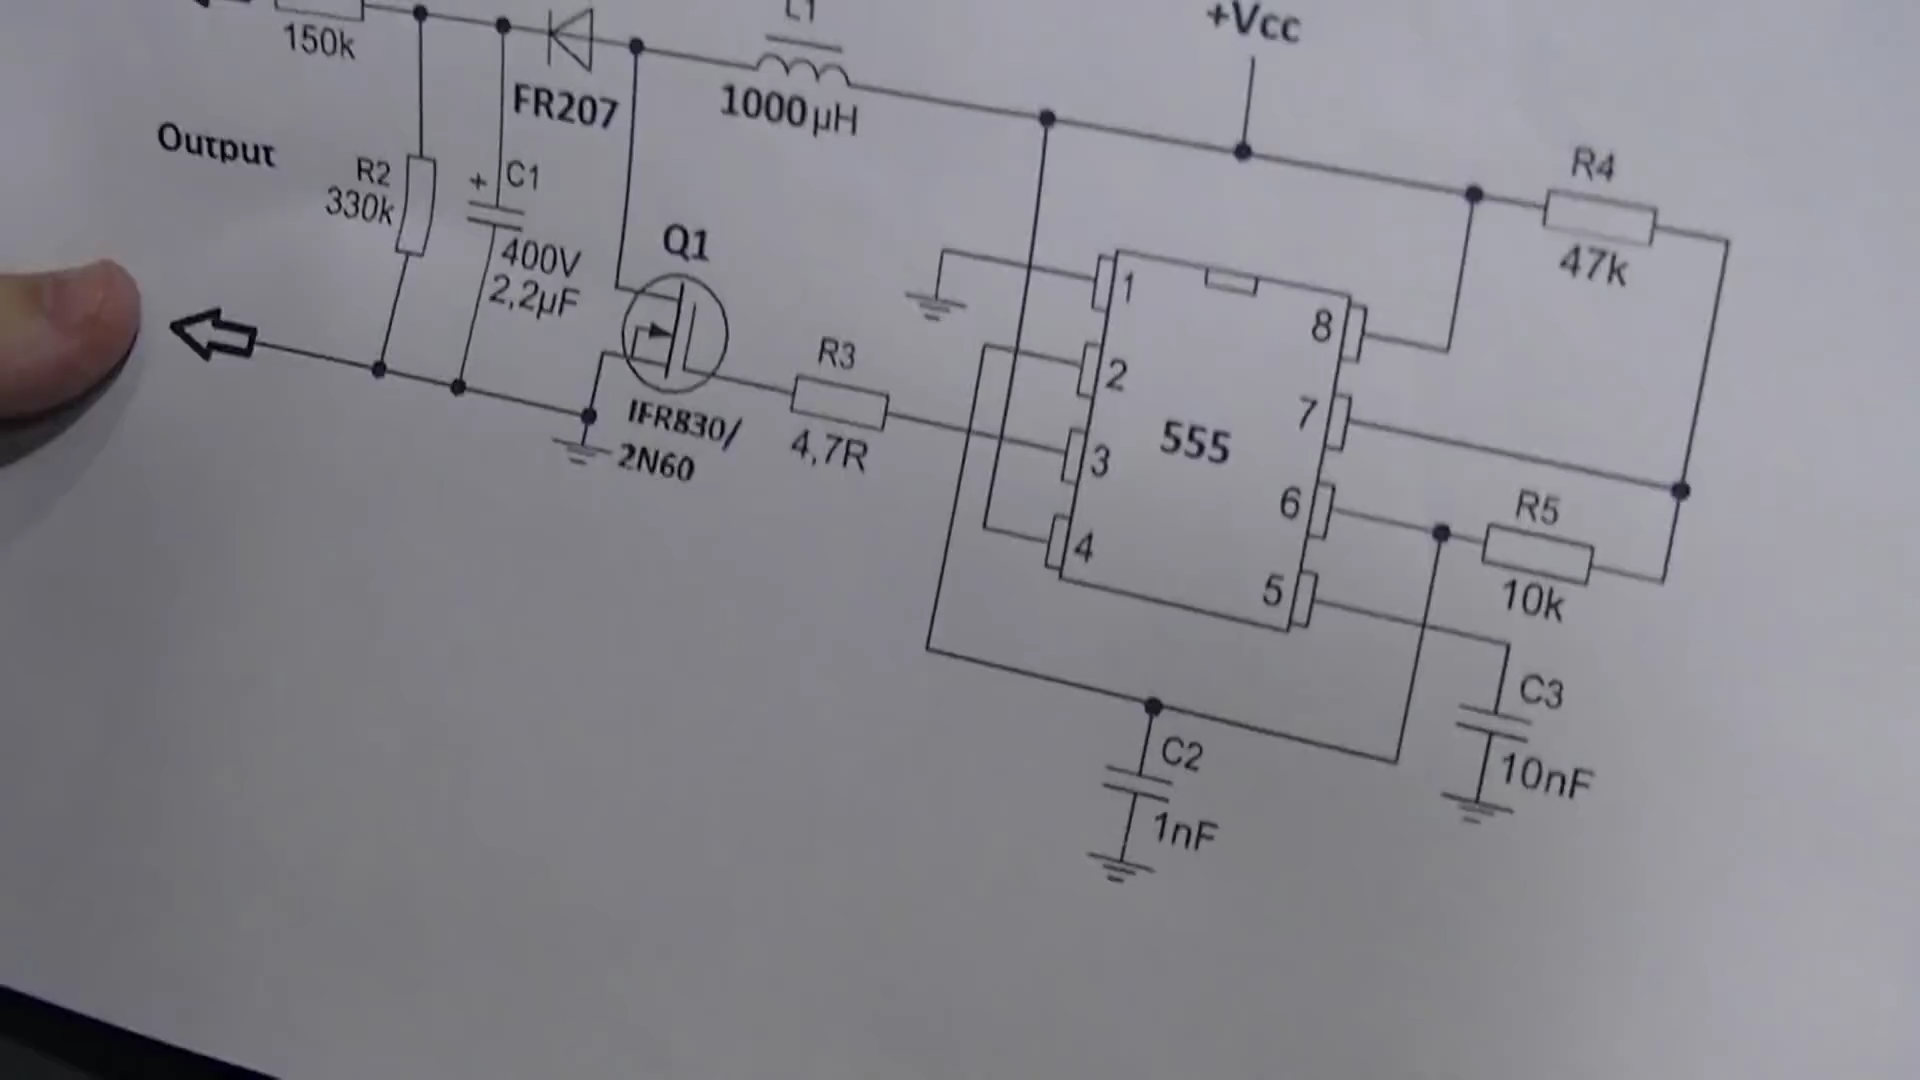 150k
FR207
L1
1000µH
+Vcc
Output
R2
330k
+
C1
400V
2,2µF
Q1
IFR830/
2N60
R3
4,7R
R4
47k
1
2
3
4
555
8
7
6
5
R5
10k
C3
10nF
C2
1nF